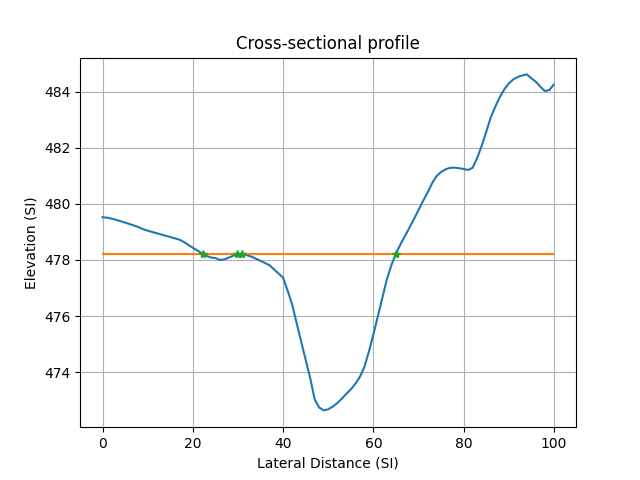 Cross-sectional profile
Elevation (SI)
484
482
480
478
476
474
0 20 40 60 80 100
Lateral Distance (SI)